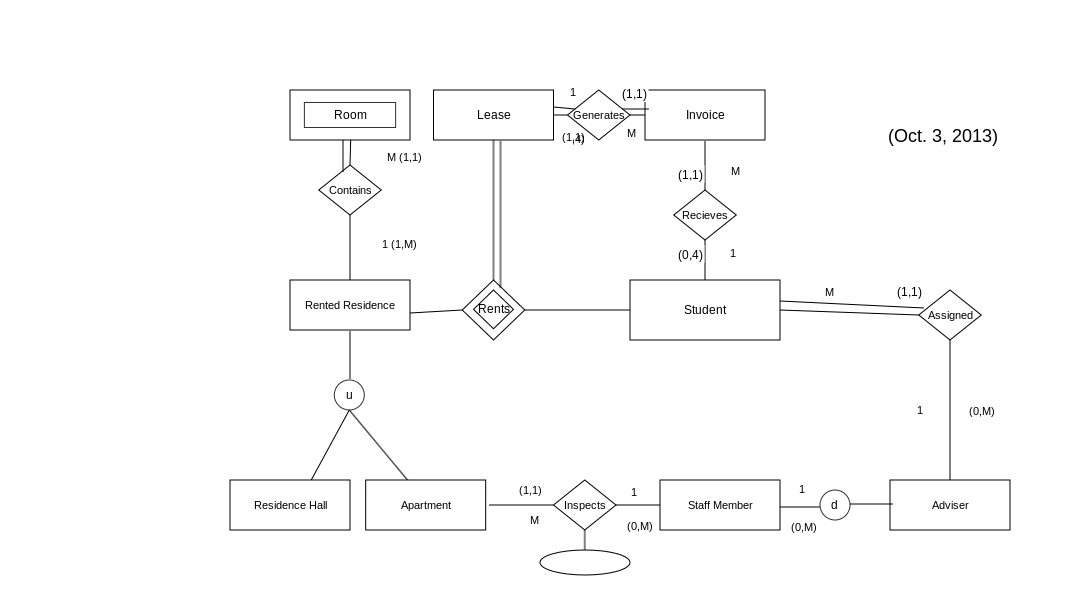 1
(1,1)
Room
Lease
Generates
Invoice
(1,1)
M
(Oct. 3, 2013)
M (1,1)
M
(1,1)
Contains
Recieves
1 (1,M)
(0,4)
1
M
(1,1)
Rented Residence
Rents
Student
Assigned
u
1
(0,M)
(1,1)
1
1
Residence Hall
Apartment
Inspects
Staff Member
d
Adviser
M
(0,M)
(0,M)